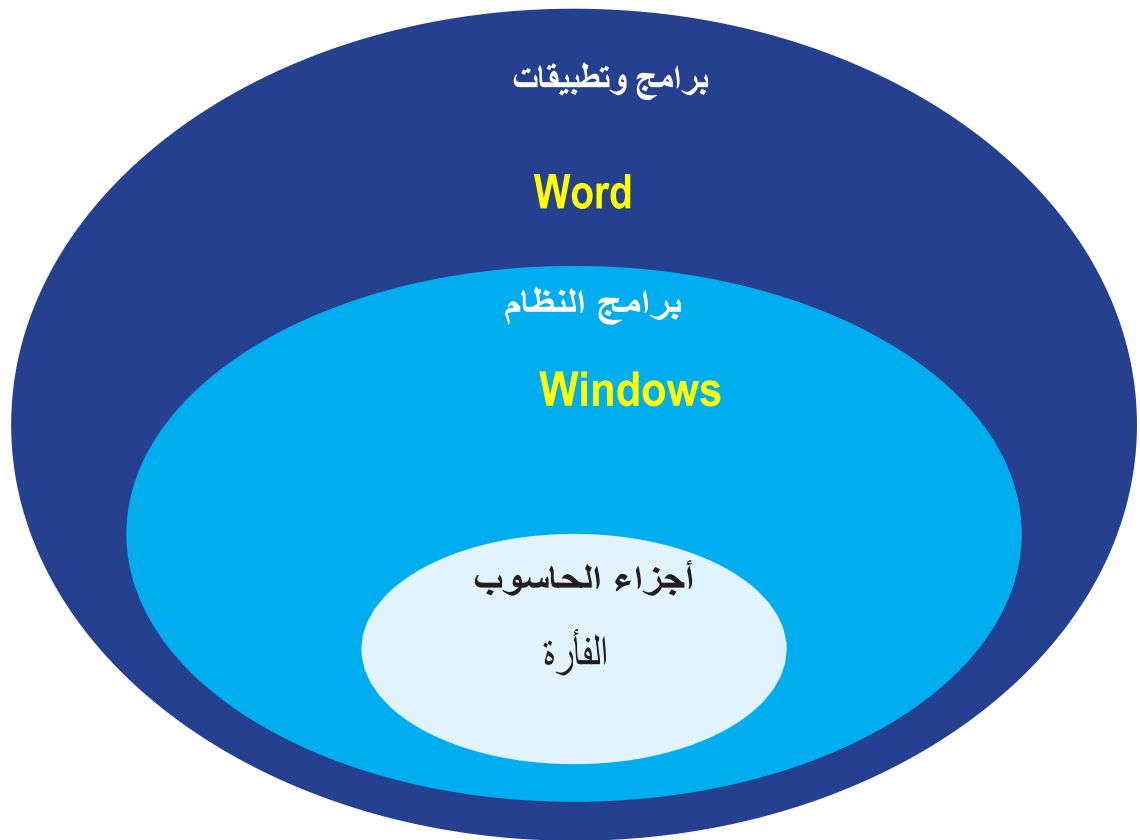 برامج وتطبيقات
Word
برامج النظام
Windows
أجزاء الحاسوب
الفأرة